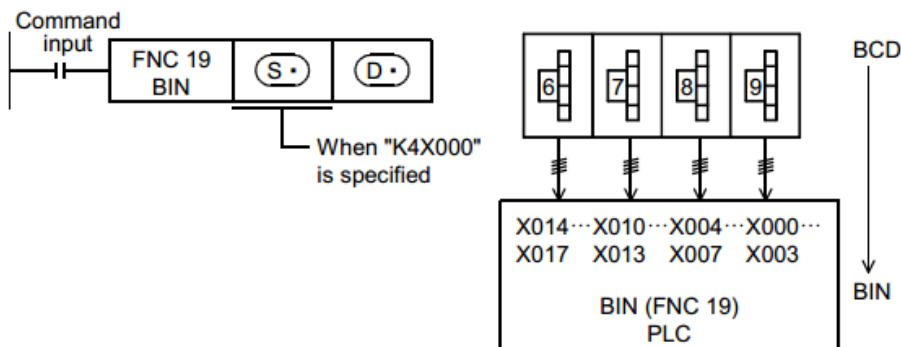 Command
input
FNC 19
BIN
S·
D·
When "K4X000"
is specified
6 7 8 9
BCD
X014···X010···X004···X000···
X017 X013 X007 X003
BIN (FNC 19)
PLC
BIN